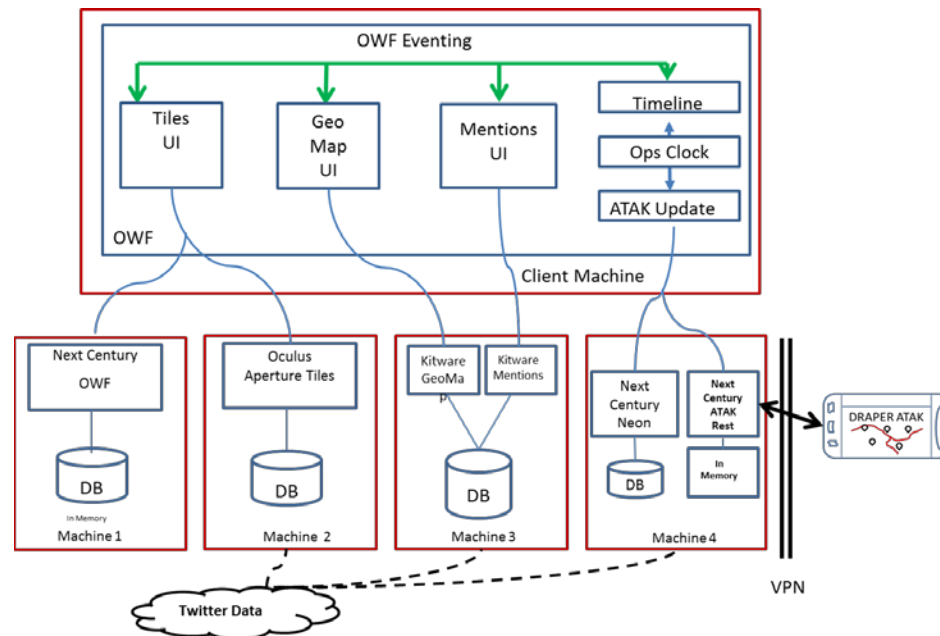 OWF Eventing
Tiles
UI
Geo
Map
UI
Mentions
UI
Timeline
Ops Clock
ATAK Update
OWF
Client Machine
Next Century
OWF
DB
In Memory
Machine 1
Oculus
Aperture Tiles
DB
Machine 2
Kitware
GeoMa
p
Kitware
Mentions
DB
Machine 3
Next
Century
Neon
DB
Next
Century
ATAK
Rest
In
Memory
Machine 4
DRAPER ATAK
VPN
Twitter Data